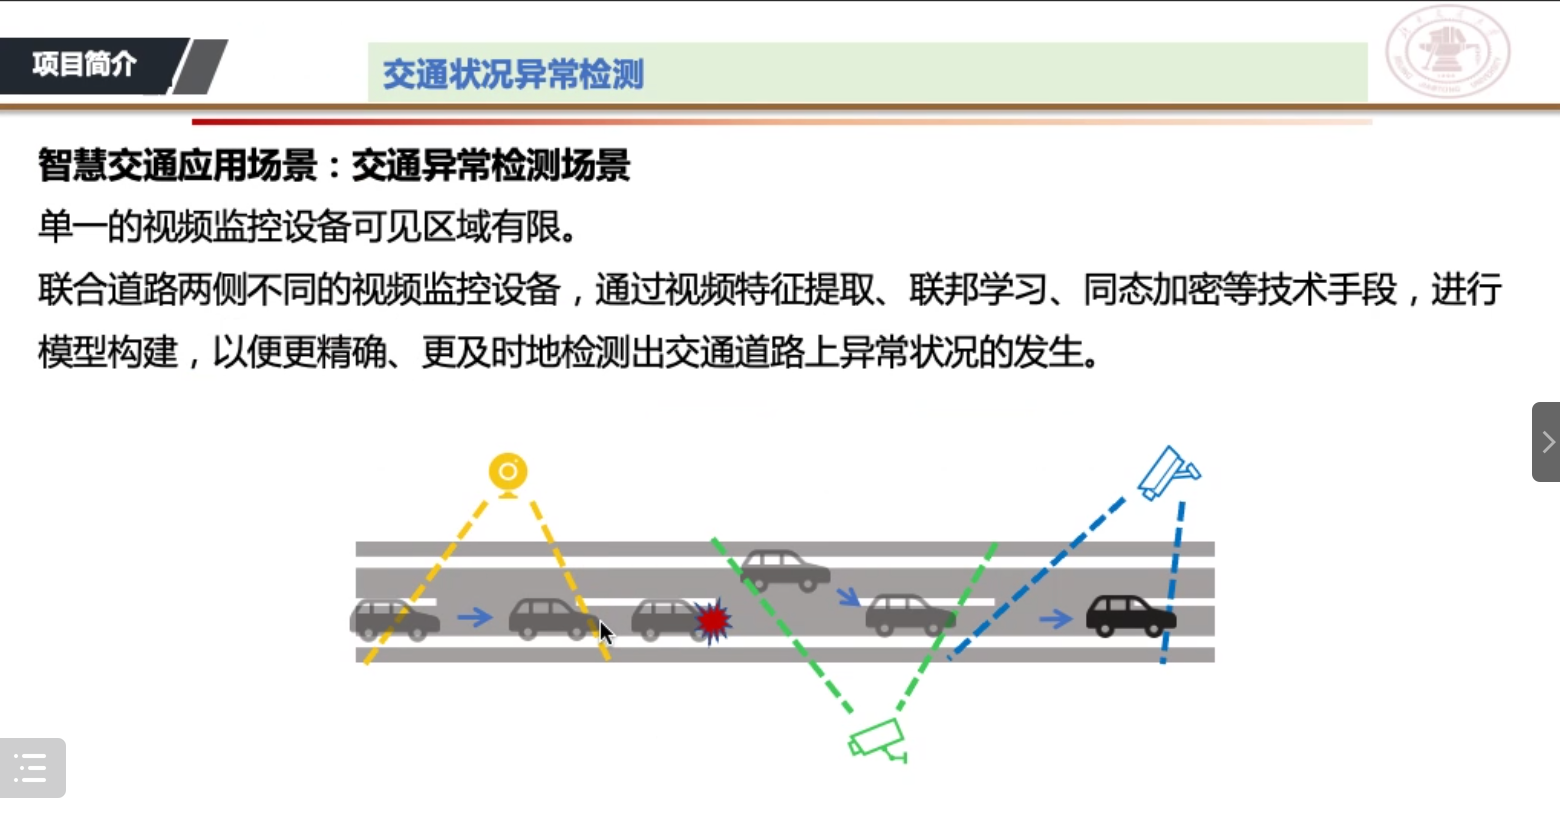 项目简介
交通状况异常检测
智慧交通应用场景：交通异常检测场景
单一的视频监控设备可见区域有限。
联合道路两侧不同的视频监控设备，通过视频特征提取、联邦学习、同态加密等技术手段，进行
模型构建，以便更精确、更及时地检测出交通道路上异常状况的发生。